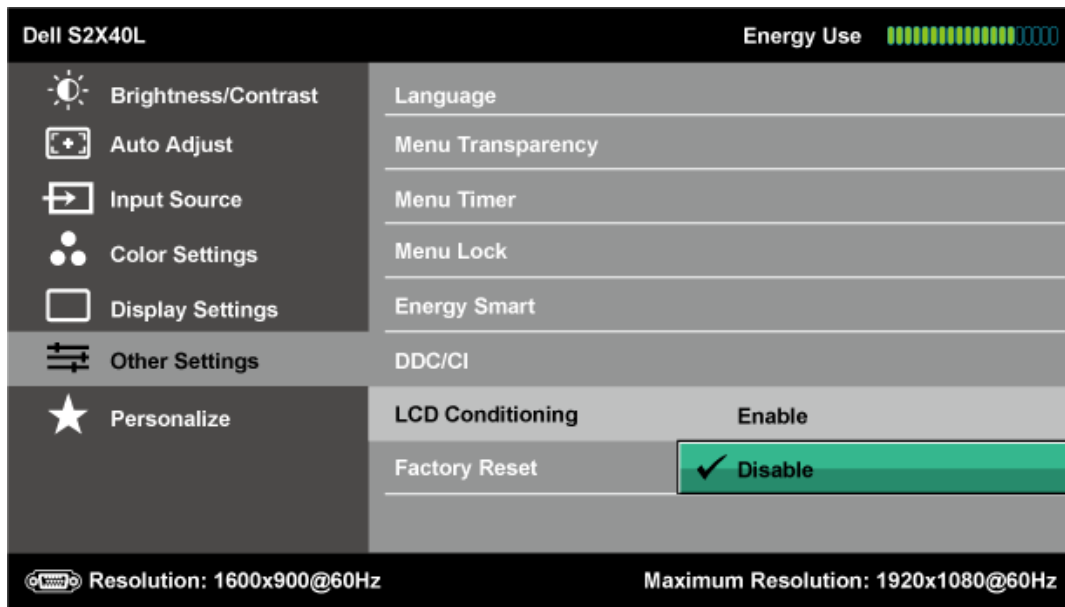 Dell S2X40L
Energy Use
Brightness/Contrast
Auto Adjust
Input Source
Color Settings
Display Settings
Other Settings
Personalize
Language
Menu Transparency
Menu Timer
Menu Lock
Energy Smart
DDC/CI
LCD Conditioning
Enable
Factory Reset
Disable
Resolution: 1600x900@60Hz
Maximum Resolution: 1920x1080@60Hz